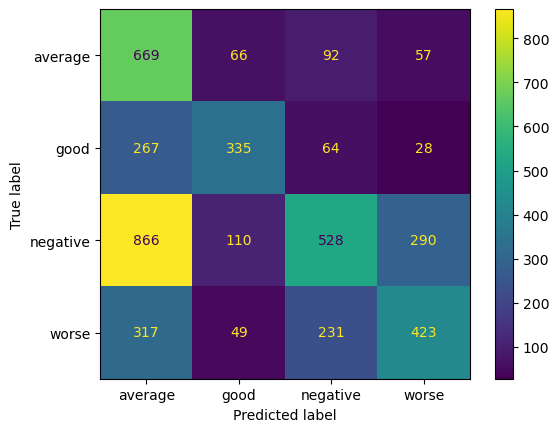 800
average 669 66 92 57
700
600
good 267 335 64 28
500
True label
400
negative 866 110 528 290
300
200
worse 317 49 231 423
100
average good negative worse
Predicted label